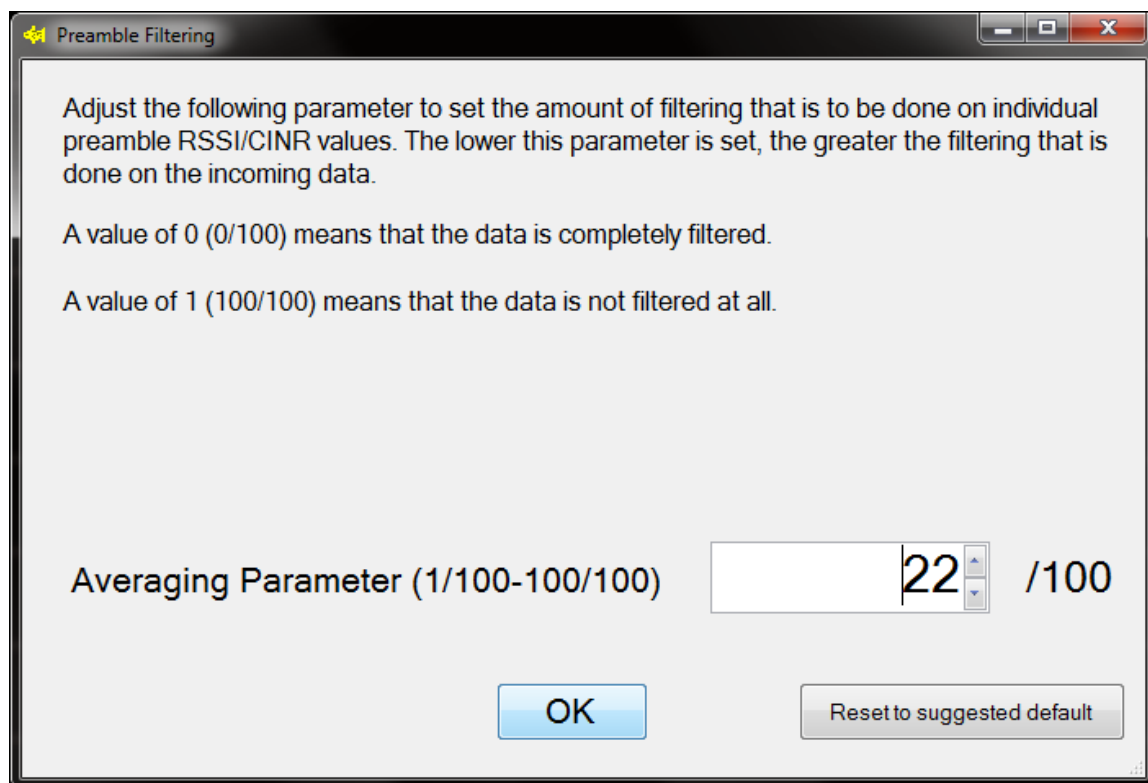 Preamble Filtering
Adjust the following parameter to set the amount of filtering that is to be done on individual
preamble RSSI/CINR values. The lower this parameter is set, the greater the filtering that is
done on the incoming data.
A value of 0 (0/100) means that the data is completely filtered.
A value of 1 (100/100) means that the data is not filtered at all.
Averaging Parameter (1/100-100/100) 22 /100
OK Reset to suggested default